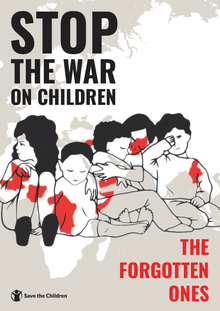 STOP
THE WAR
ON CHILDREN
THE
FORGOTTEN
ONES
Save the Children